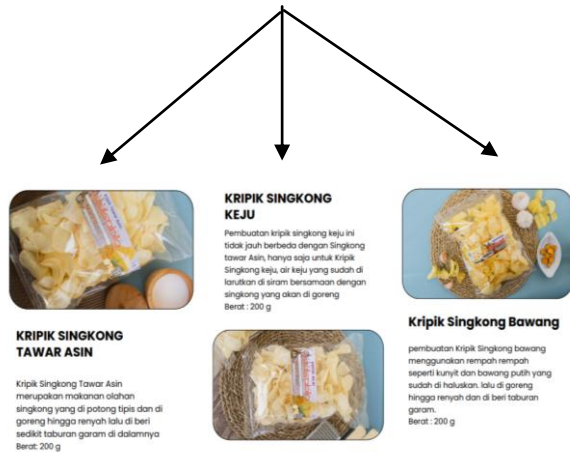 KRIPIK SINGKONG
TAWAR ASIN
Kripik Singkong Tawar Asin
merupakan makanan olahan
singkong yang di potong tipis dan di
goreng hingga renyah lalu di beri
sedikit taburan garam di dalamnya
Berat: 200 g
KRIPIK SINGKONG
KEJU
Pembuatan kripik singkong keju ini
tidak jauh berbeda dengan Singkong
tawar Asin, hanya saja untuk Kripik
Singkong keju, air keju yang sudah di
larutkan di siram bersamaan dengan
singkong yang akan di goreng
Berat : 200 g
Kripik Singkong Bawang
pembuatan Kripik Singkong bawang
menggunakan rempah rempah
seperti kunyit dan bawang putih yang
sudah di haluskan. lalu di goreng
hingga renyah dan di beri taburan
garam.
Berat : 200 g